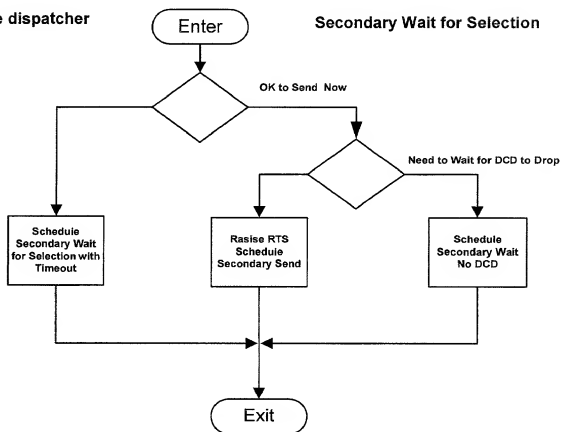 e dispatcher
Enter
Secondary Wait for Selection
OK to Send Now
Need to Wait for DCD to Drop
Schedule
Secondary Wait
for Selection with
Timeout
Rasise RTS
Schedule
Secondary Send
Schedule
Secondary Wait
No DCD
Exit